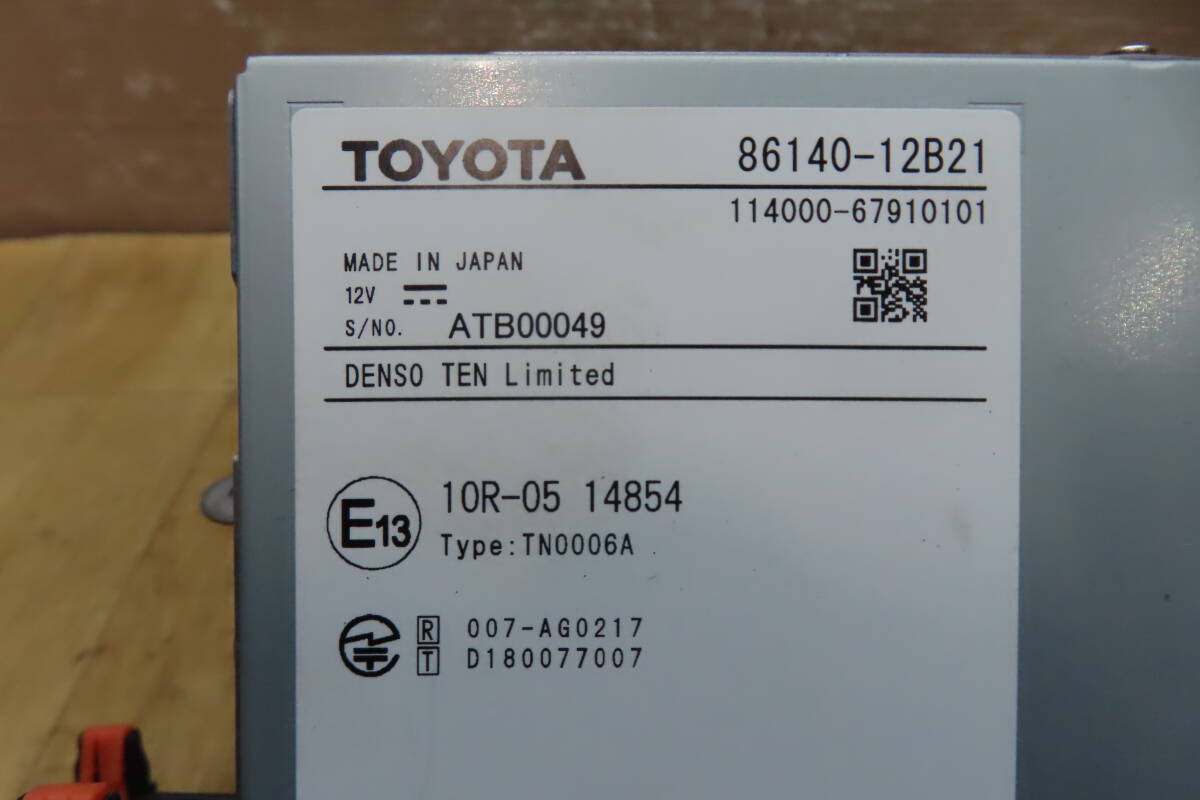 TOYOTA 86140-12B21
114000-67910101
MADE IN JAPAN
12V
S/NO. ATB00049
DENSO TEN Limited
E13 10R-05 14854
Type:TN0006A
R 007-AG0217
T D180077007